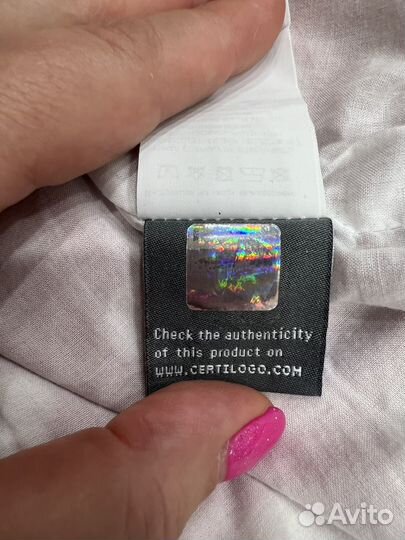 Check the authenticity
of this product on
WWW.CERTILOGO.COM
Avito